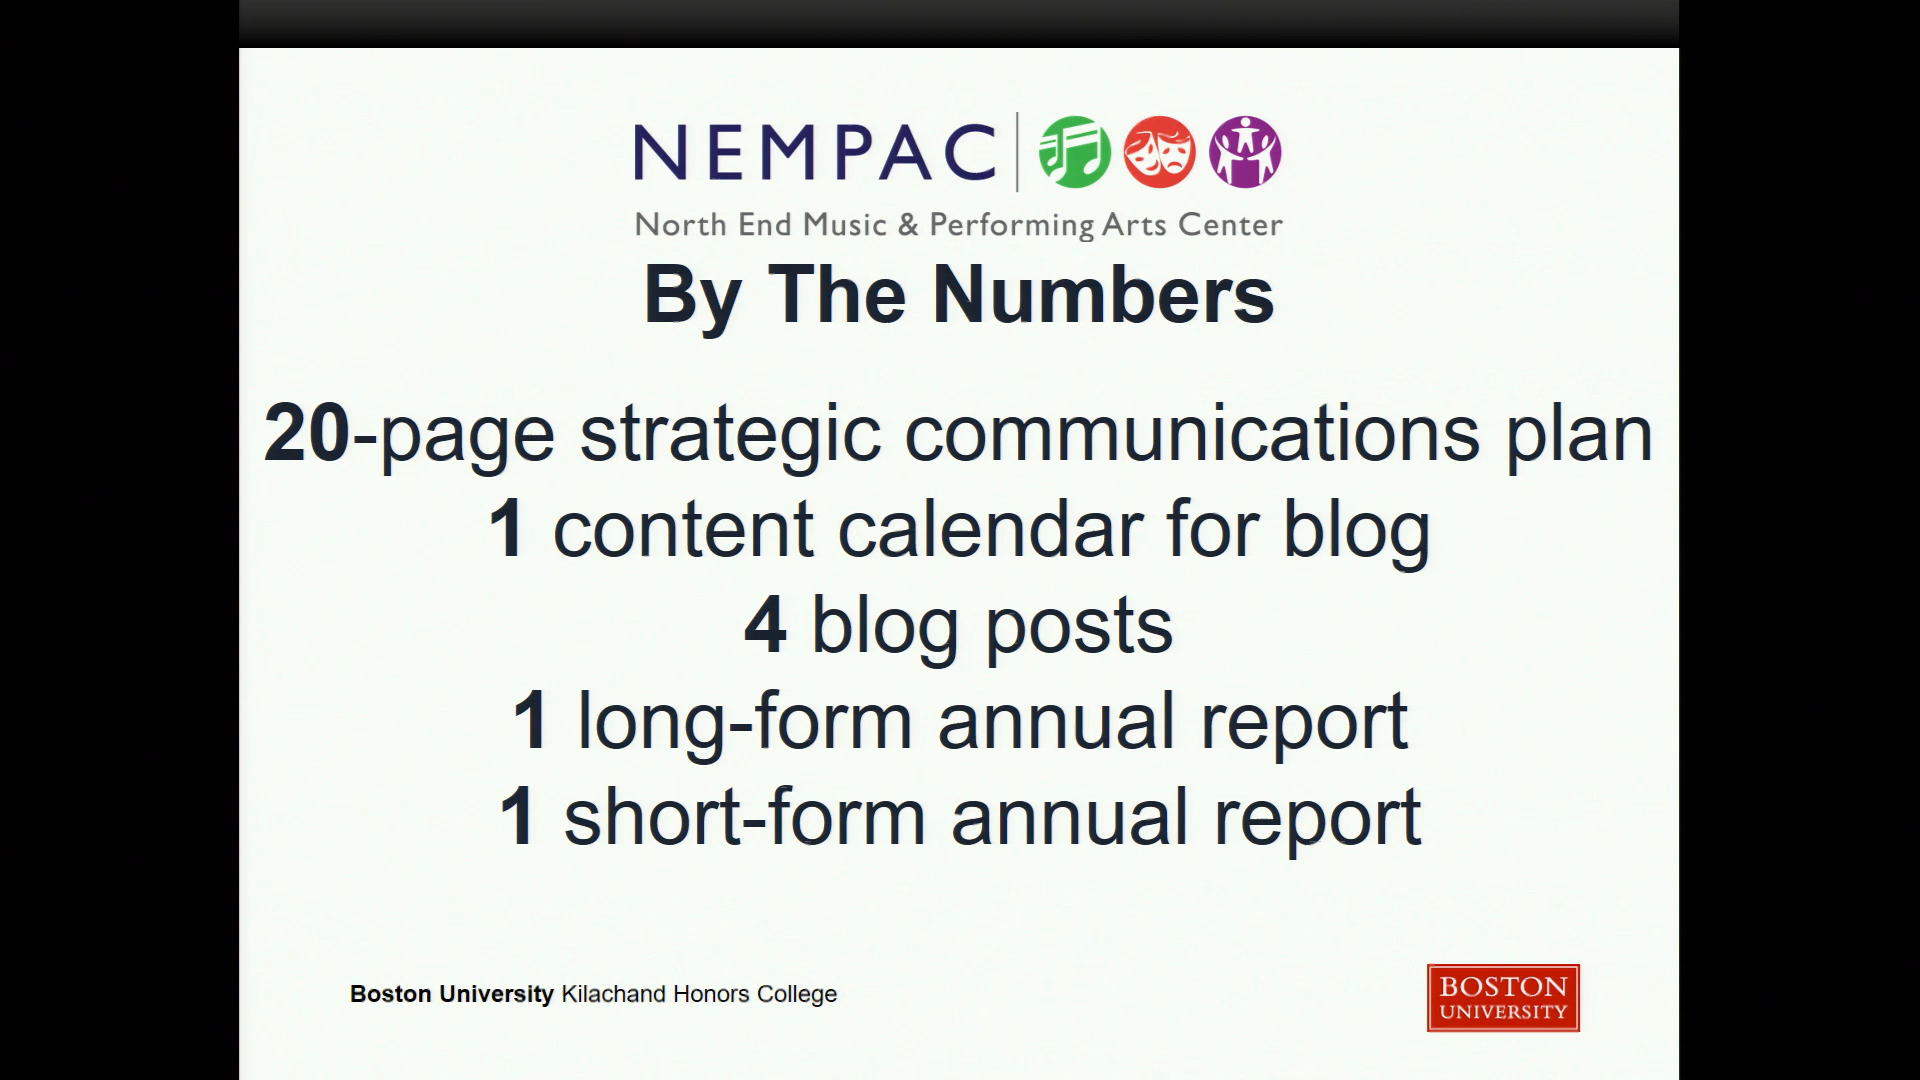 NEMPAC
North End Music & Performing Arts Center
By The Numbers
20-page strategic communications plan
1 content calendar for blog
4 blog posts
1 long-form annual report
1 short-form annual report
Boston University Kilachand Honors College
BOSTON
UNIVERSITY